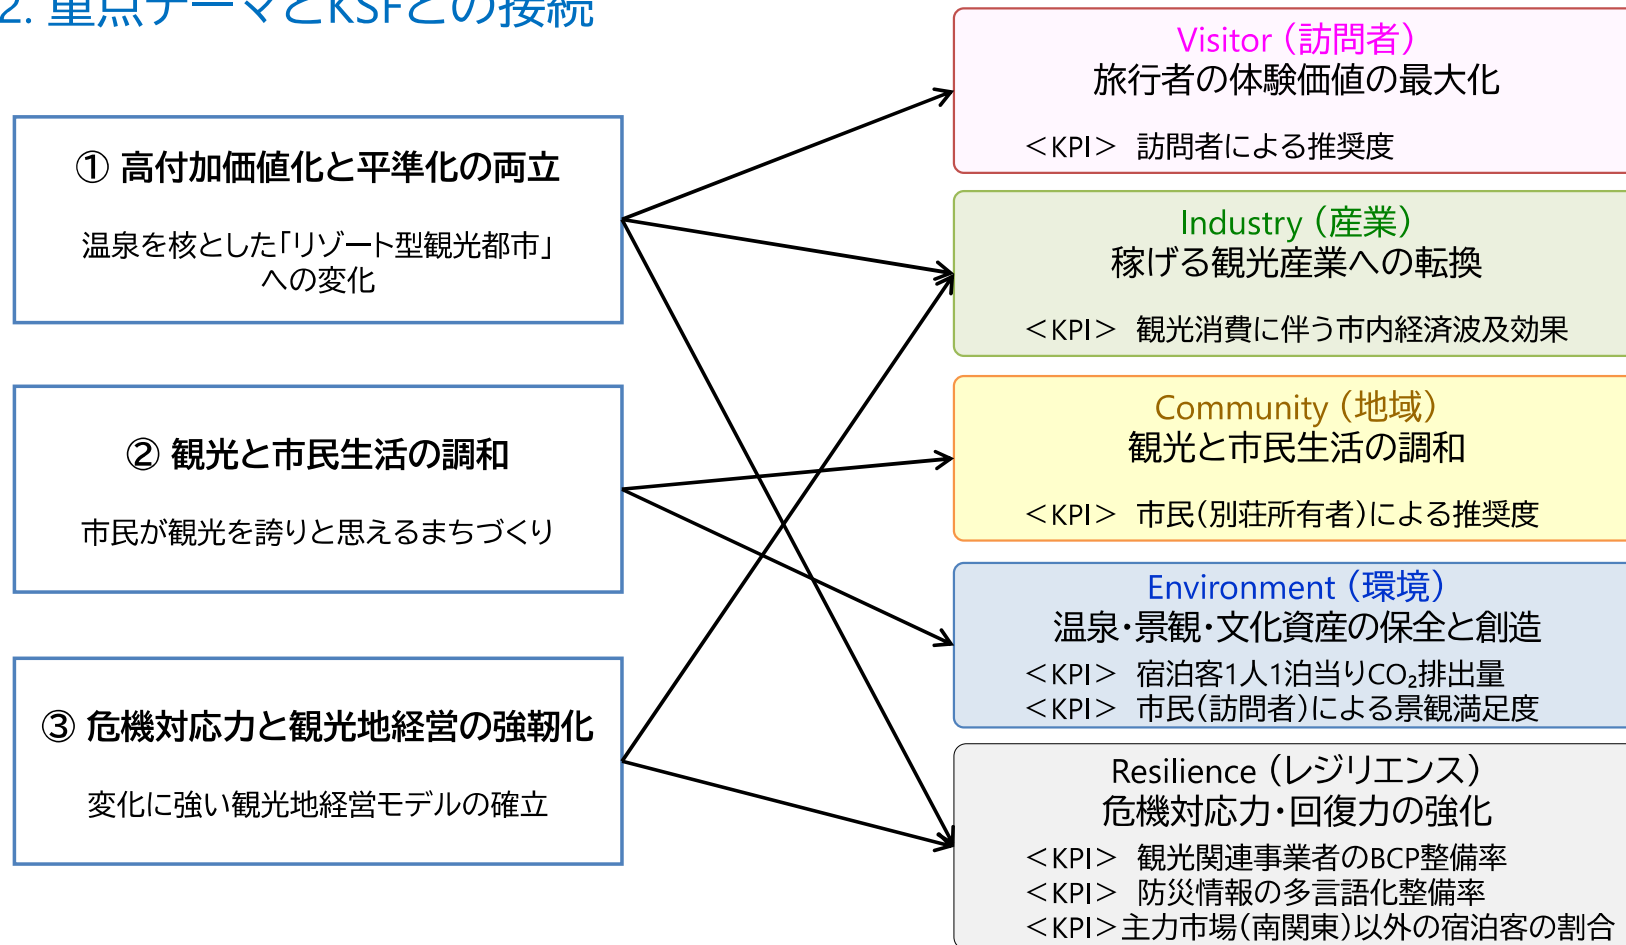 2. 重点テーマとKSFとの接続
① 高付加価値化と平準化の両立
温泉を核とした「リゾート型観光都市」
への変化
② 観光と市民生活の調和
市民が観光を誇りと思えるまちづくり
③ 危機対応力と観光地経営の強靭化
変化に強い観光地経営モデルの確立
Visitor（訪問者）
旅行者の体験価値の最大化
＜KPI＞ 訪問者による推奨度
Industry（産業）
稼げる観光産業への転換
＜KPI＞ 観光消費に伴う市内経済波及効果
Community（地域）
観光と市民生活の調和
＜KPI＞ 市民（別荘所有者）による推奨度
Environment（環境）
温泉・景観・文化資産の保全と創造
＜KPI＞ 宿泊客1人1泊当りCO₂排出量
＜KPI＞ 市民（訪問者）による景観満足度
Resilience（レジリエンス）
危機対応力・回復力の強化
＜KPI＞ 観光関連事業者のBCP整備率
＜KPI＞ 防災情報の多言語化整備率
＜KPI＞主力市場（南関東）以外の宿泊客の割合